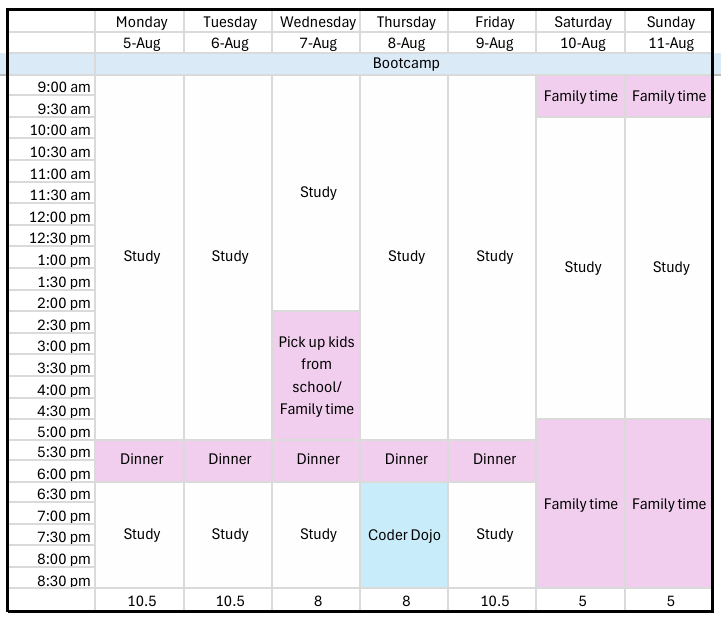 Monday Tuesday Wednesday Thursday Friday Saturday Sunday
5-Aug 6-Aug 7-Aug 8-Aug 9-Aug 10-Aug 11-Aug
Bootcamp
9:00 am
Family time Family time
9:30 am
10:00 am
10:30 am
11:00 am
11:30 am
Study
12:00 pm
12:30 pm
1:00 pm
Study Study Study Study
Study Study
1:30 pm
2:00 pm
2:30 pm
Pick up kids
from
school/
Family time
3:00 pm
3:30 pm
4:00 pm
4:30 pm
5:00 pm
5:30 pm
Dinner Dinner Dinner Dinner Dinner
6:00 pm
6:30 pm
Family time Family time
7:00 pm
7:30 pm
Study Study Study Coder Dojo Study
8:00 pm
8:30 pm
10.5 10.5 8 8 10.5 5 5